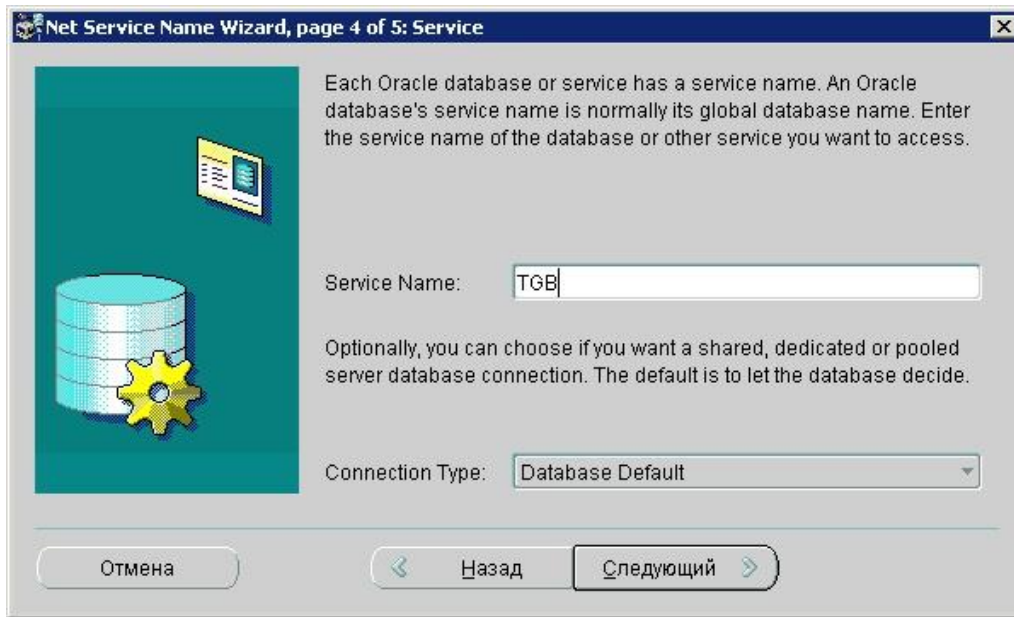 Net Service Name Wizard, page 4 of 5: Service
Each Oracle database or service has a service name. An Oracle
database's service name is normally its global database name. Enter
the service name of the database or other service you want to access.
Service Name: TGB
Optionally, you can choose if you want a shared, dedicated or pooled
server database connection. The default is to let the database decide.
Connection Type: Database Default
Отмена Назад Следующий